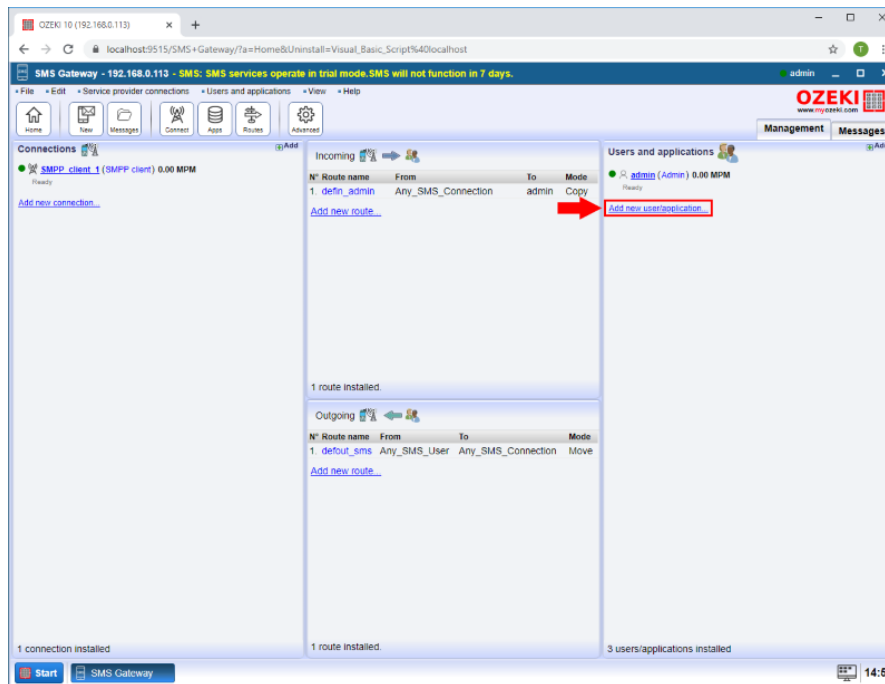 OZEKI 10 (192.168.0.113)
localhost:9515/SMS+Gateway/?a=Home&Uninstall=Visual_Basic_Script%40localhost
T
SMS Gateway - 192.168.0.113 - SMS: SMS services operate in trial mode.SMS will not function in 7 days.
admin
File Edit Service provider connections Users and applications View Help
OZEKI
www.myozeki.com
Home New Messages Connect Apps Routes Advanced
Management Messages
Connections Add
SMPP_client_1 (SMPP client) 0.00 MPM
Ready
Add new connection...
Incoming
N° Route name From To Mode
1. defin_admin Any_SMS_Connection admin Copy
Add new route...
1 route installed.
Outgoing
N° Route name From To Mode
1. defout_sms Any_SMS_User Any_SMS_Connection Move
Add new route...
1 route installed.
Users and applications Ad
admin (Admin) 0.00 MPM
Ready
Add new user/application...
1 connection installed
3 users/applications installed
Start SMS Gateway